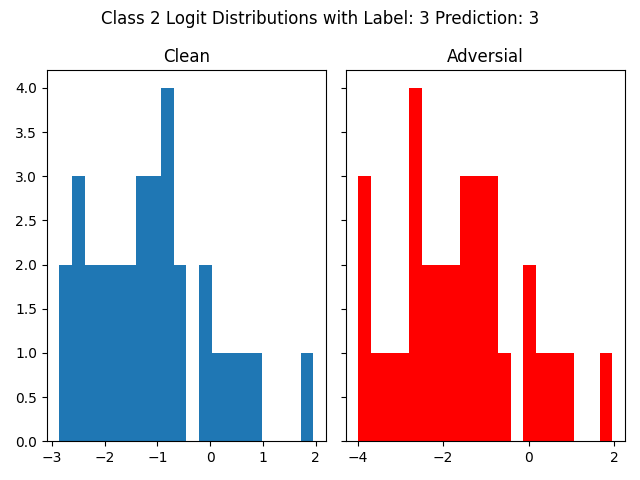 Class 2 Logit Distributions with Label: 3 Prediction: 3
Clean
Adversial
4.0
3.5
3.0
2.5
2.0
1.5
1.0
0.5
0.0
−3 −2 −1 0 1 2
−4 −2 0 2